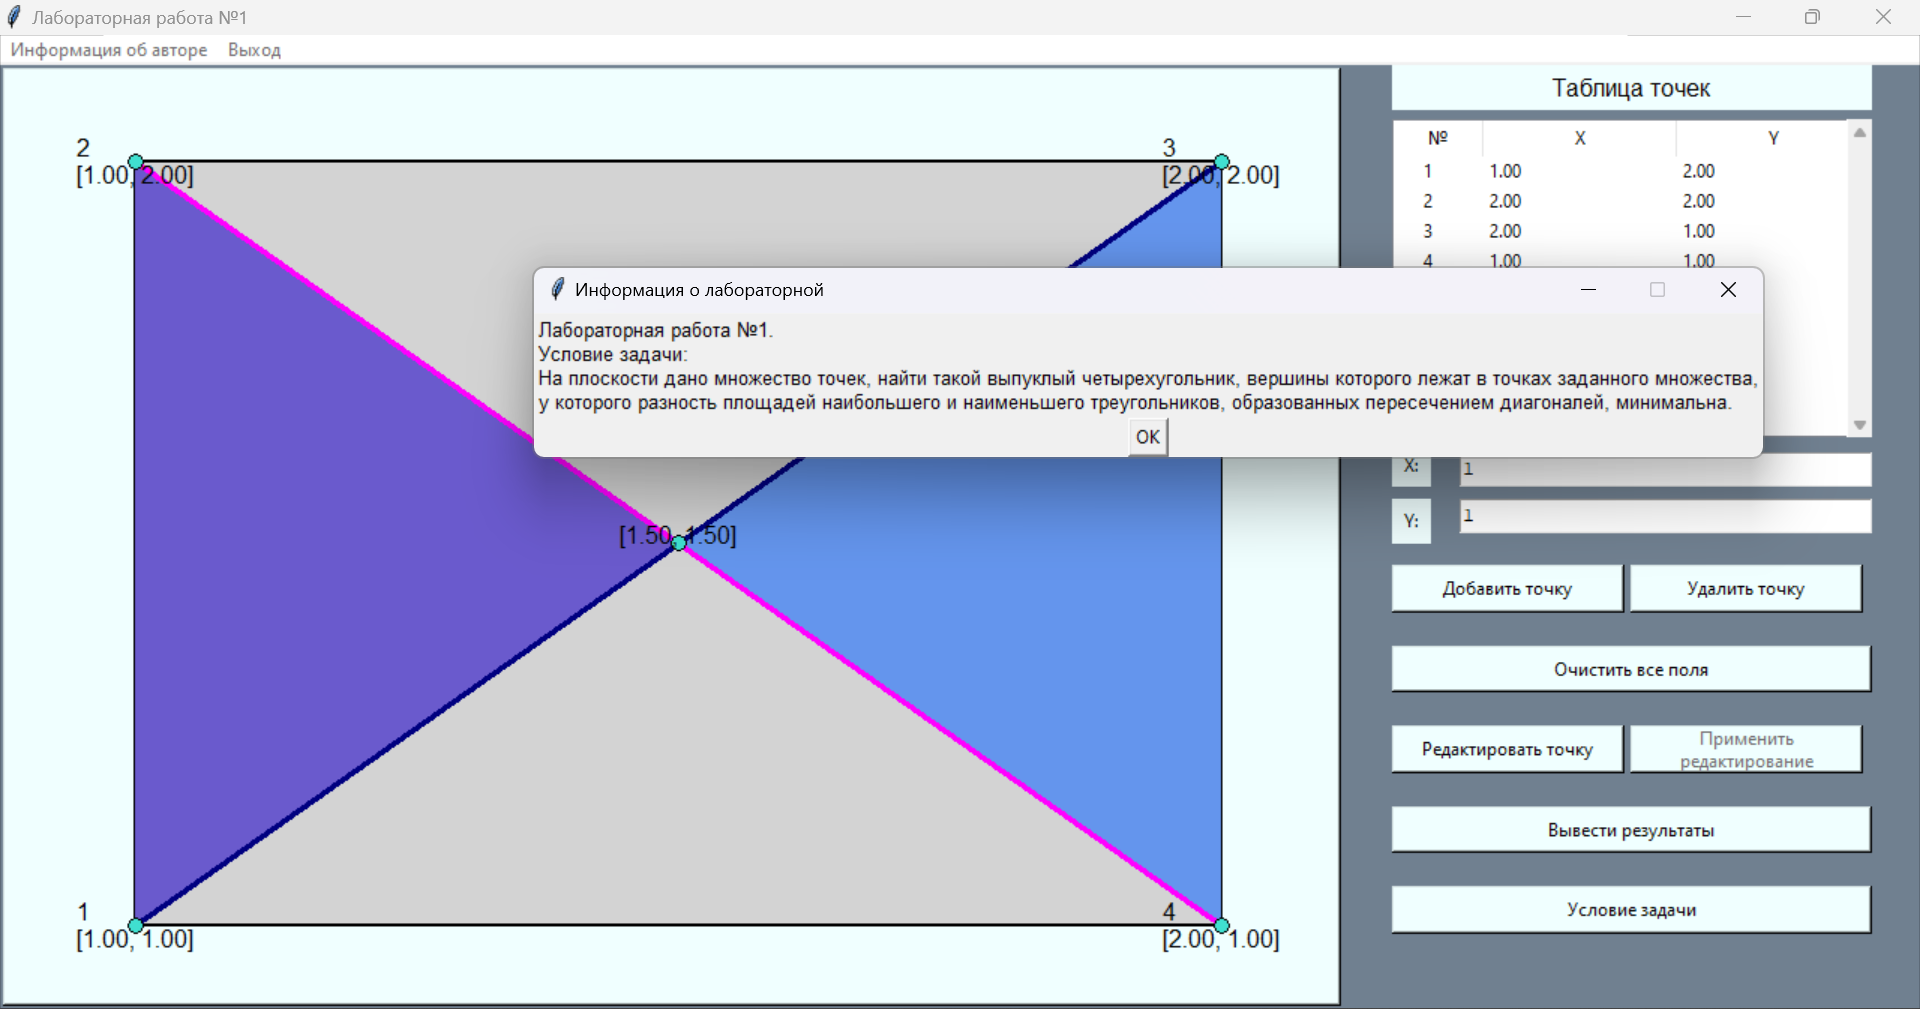 Лабораторная работа №1
Информация об авторе Выход
2
[1.00, 2.00]
3
[2.00, 2.00]
[1.50, 1.50]
1
[1.00, 1.00]
4
[2.00, 1.00]
Таблица точек
№ X Y
1 1.00 2.00
2 2.00 2.00
3 2.00 1.00
4 1.00 1.00
Информация о лабораторной
Лабораторная работа №1.
Условие задачи:
На плоскости дано множество точек, найти такой выпуклый четырехугольник, вершины которого лежат в точках заданного множества,
у которого разность площадей наибольшего и наименьшего треугольников, образованных пересечением диагоналей, минимальна.
OK
X: 1
Y: 1
Добавить точку Удалить точку
Очистить все поля
Редактировать точку
Применить
редактирование
Вывести результаты
Условие задачи